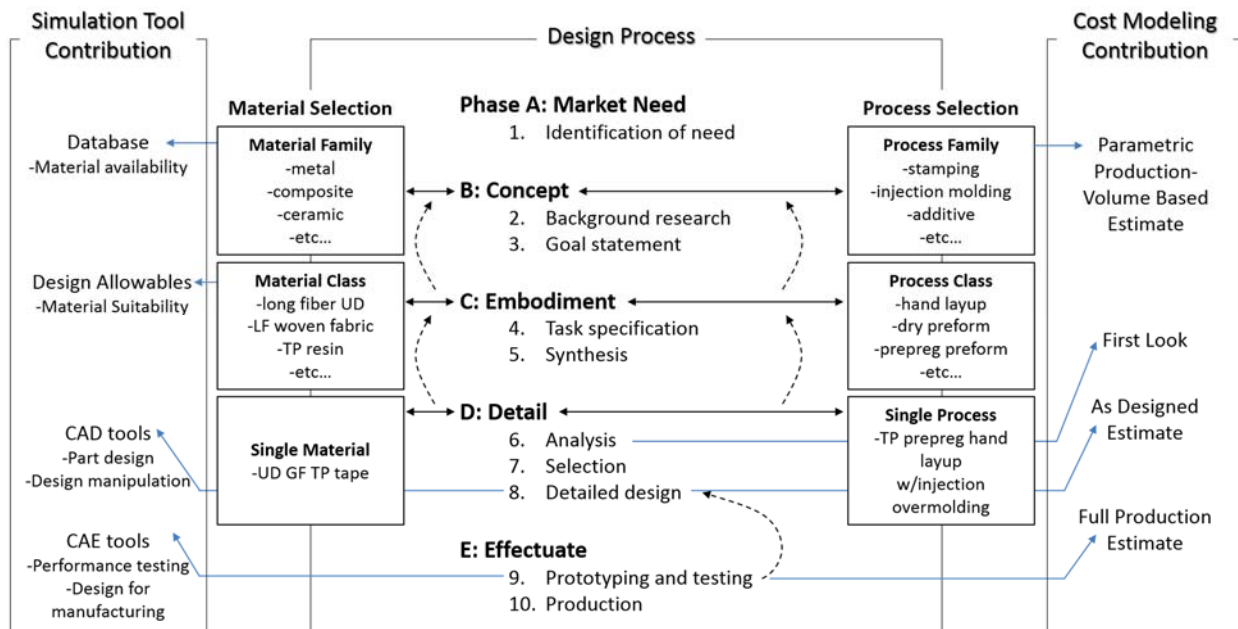 Simulation Tool
Contribution
Design Process
Cost Modeling
Contribution
Material Selection
Phase A: Market Need
1. Identification of need
Process Selection
Database
-Material availability
Material Family
-metal
-composite
-ceramic
-etc...
B: Concept
2. Background research
3. Goal statement
Process Family
-stamping
-injection molding
-additive
-etc...
Parametric
Production-
Volume Based
Estimate
Design Allowables
-Material Suitability
Material Class
-long fiber UD
-LF woven fabric
-TP resin
-etc...
C: Embodiment
4. Task specification
5. Synthesis
Process Class
-hand layup
-dry preform
-prepreg preform
-etc...
First Look
CAD tools
-Part design
-Design manipulation
Single Material
-UD GF TP tape
D: Detail
6. Analysis
7. Selection
8. Detailed design
Single Process
-TP prepreg hand
layup
w/injection
overmolding
As Designed
Estimate
CAE tools
-Performance testing
-Design for
manufacturing
E: Effectuate
9. Prototyping and testing
10. Production
Full Production
Estimate